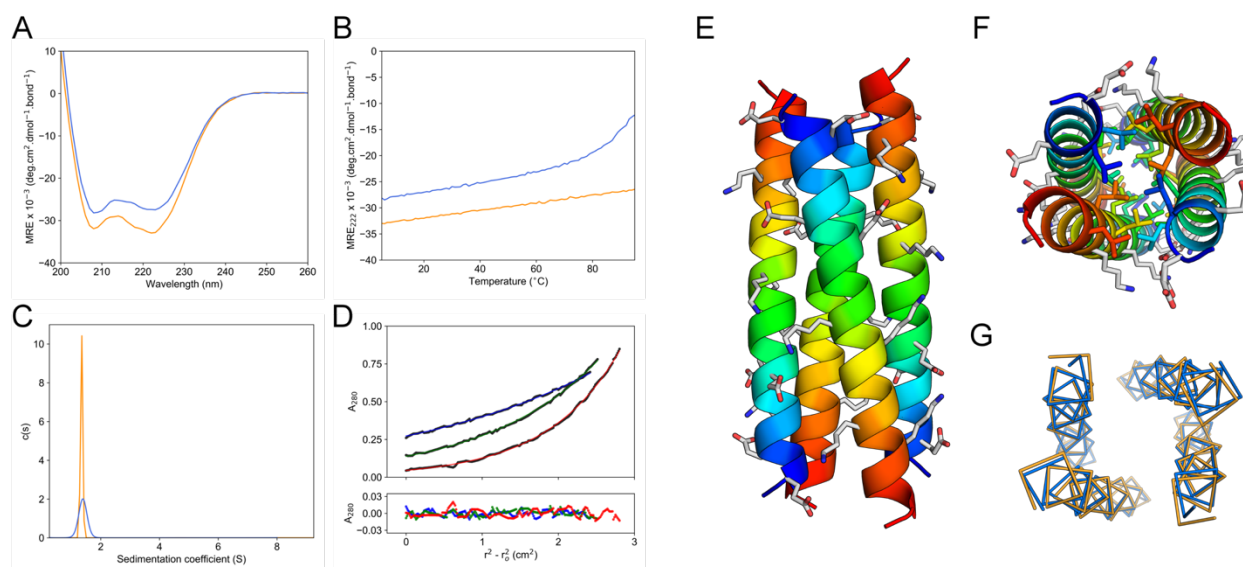 A
MRE x 10⁻³ (deg.cm².dmol⁻¹.bond⁻¹)
10
0
−10
−20
−30
−40
200 210 220 230 240 250 260
Wavelength (nm)
B
MRE₂₂₂ x 10⁻³ (deg.cm².dmol⁻¹.bond⁻¹)
0
−5
−10
−15
−20
−25
−30
−35
−40
20 40 60 80
Temperature (°C)
C
c(s)
10
8
6
4
2
0
2 4 6 8
Sedimentation coefficient (S)
D
A₂₈₀
1.00
0.75
0.50
0.25
0.00
A₂₈₀
0.03
0.00
−0.03
0 1 2 3
r² - r₀² (cm²)
E
F
G